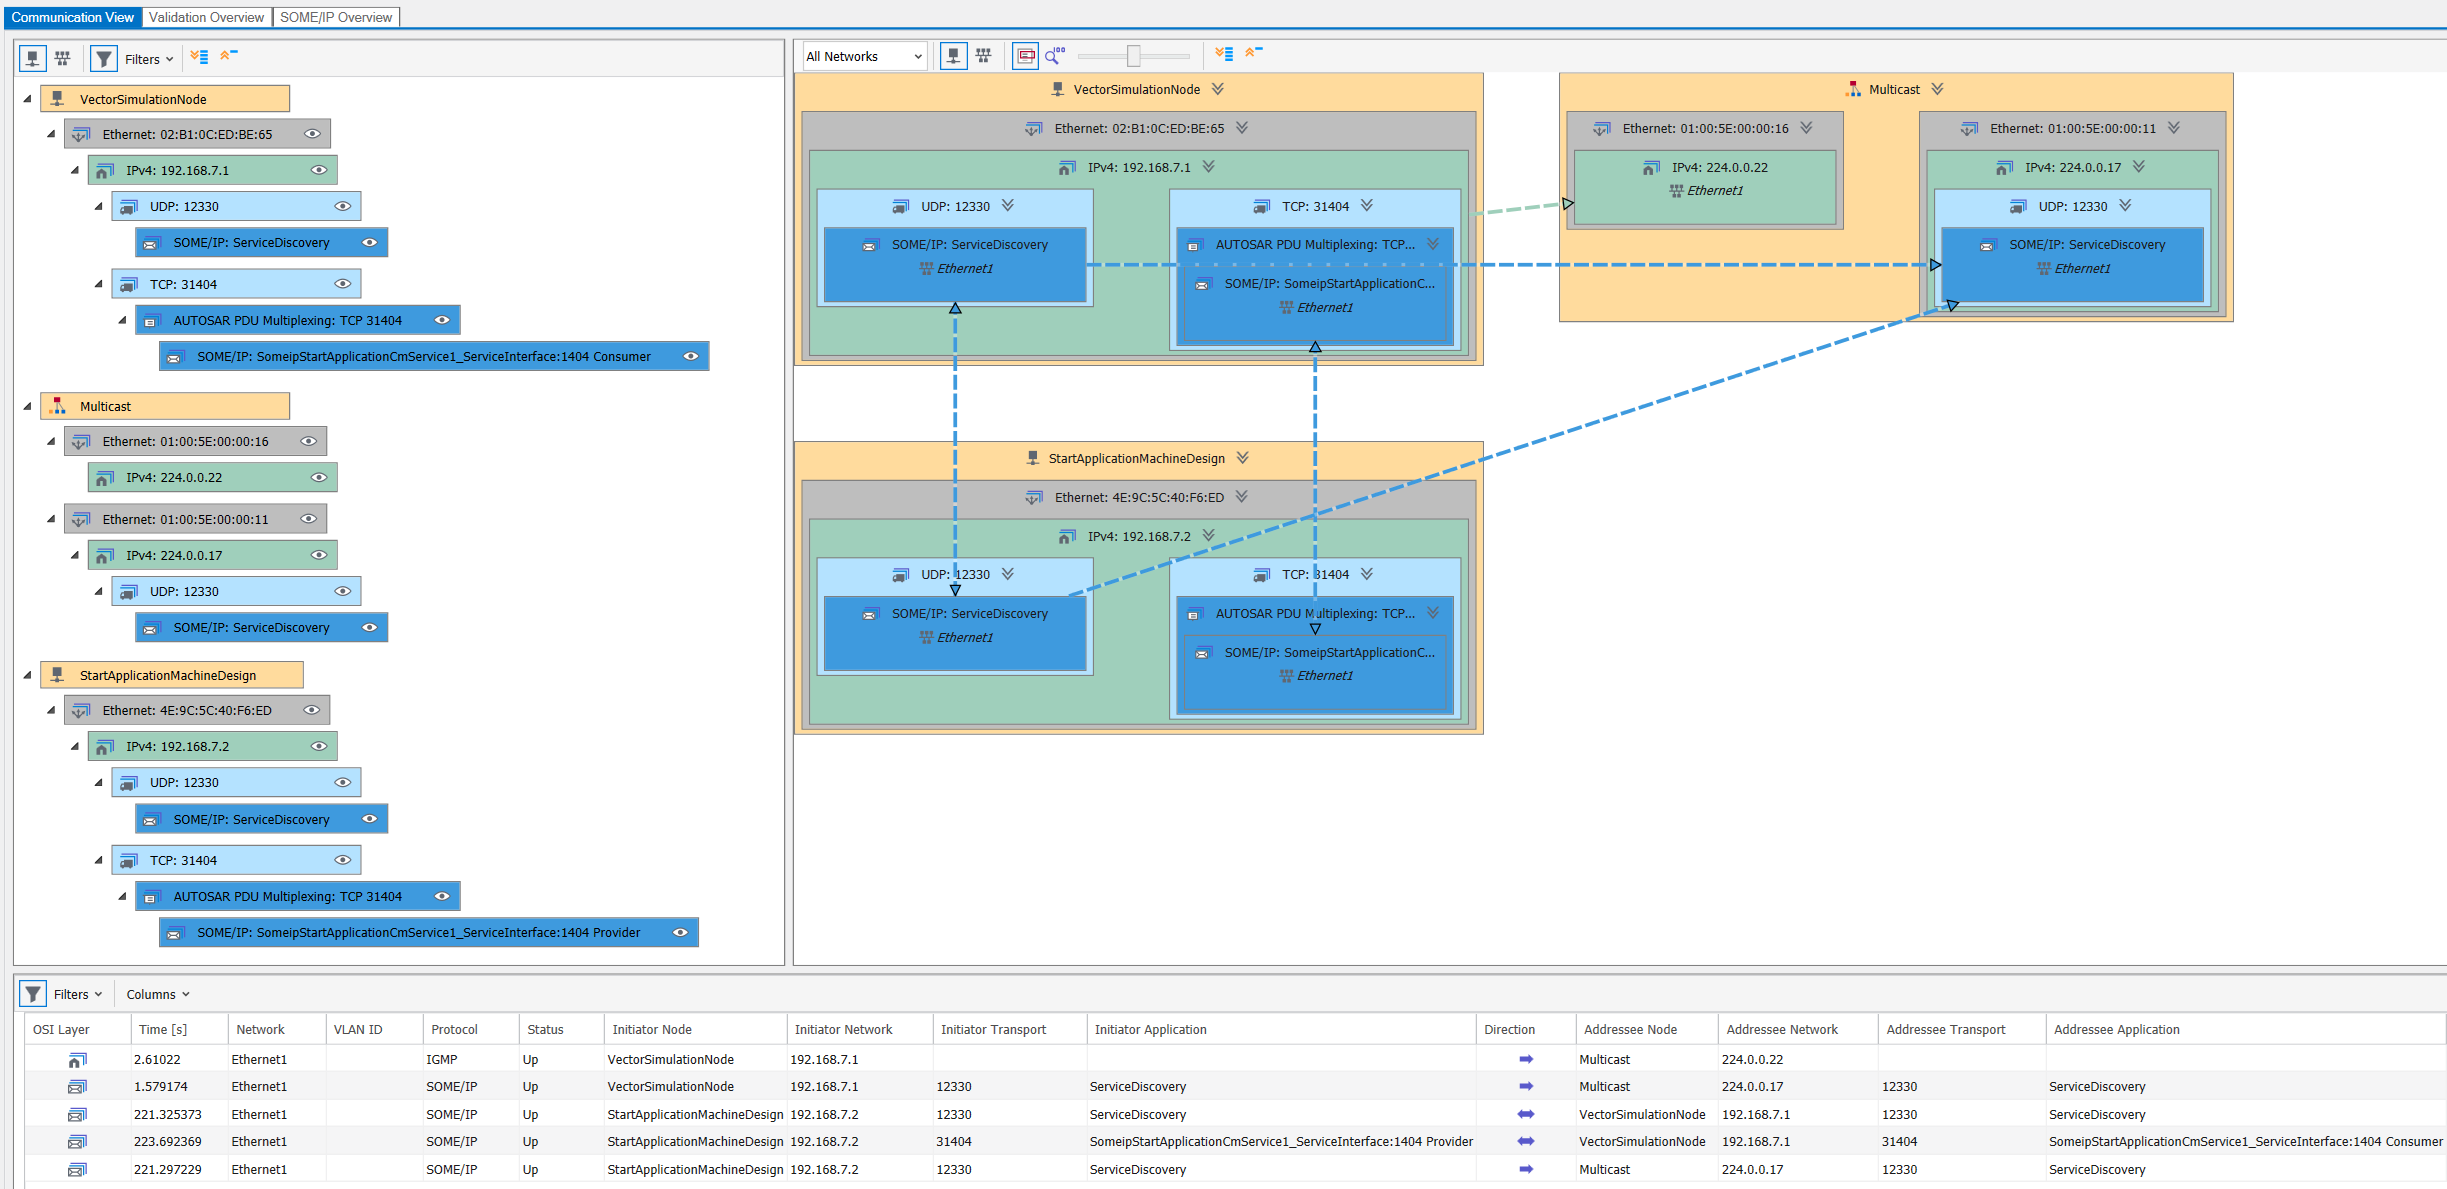 Communication View
Validation Overview
SOME/IP Overview
Filters
VectorSimulationNode
Ethernet: 02:B1:0C:ED:BE:65
IPv4: 192.168.7.1
UDP: 12330
SOME/IP: ServiceDiscovery
TCP: 31404
AUTOSAR PDU Multiplexing: TCP 31404
SOME/IP: SomeipStartApplicationCmService1_ServiceInterface:1404 Consumer
Multicast
Ethernet: 01:00:5E:00:00:16
IPv4: 224.0.0.22
Ethernet: 01:00:5E:00:00:11
IPv4: 224.0.0.17
UDP: 12330
SOME/IP: ServiceDiscovery
StartApplicationMachineDesign
Ethernet: 4E:9C:5C:40:F6:ED
IPv4: 192.168.7.2
UDP: 12330
SOME/IP: ServiceDiscovery
TCP: 31404
AUTOSAR PDU Multiplexing: TCP 31404
SOME/IP: SomeipStartApplicationCmService1_ServiceInterface:1404 Provider
All Networks
VectorSimulationNode
Ethernet: 02:B1:0C:ED:BE:65
IPv4: 192.168.7.1
UDP: 12330
SOME/IP: ServiceDiscovery
Ethernet1
TCP: 31404
AUTOSAR PDU Multiplexing: TCP...
SOME/IP: SomeipStartApplicationC...
Ethernet1
Multicast
Ethernet: 01:00:5E:00:00:16
IPv4: 224.0.0.22
Ethernet1
Ethernet: 01:00:5E:00:00:11
IPv4: 224.0.0.17
UDP: 12330
SOME/IP: ServiceDiscovery
Ethernet1
StartApplicationMachineDesign
Ethernet: 4E:9C:5C:40:F6:ED
IPv4: 192.168.7.2
UDP: 12330
SOME/IP: ServiceDiscovery
Ethernet1
TCP: 31404
AUTOSAR PDU Multiplexing: TCP...
SOME/IP: SomeipStartApplicationC...
Ethernet1
Filters Columns
OSI Layer Time [s] Network VLAN ID Protocol Status Initiator Node Initiator Network Initiator Transport Initiator Application Direction Addressee Node Addressee Network Addressee Transport Addressee Application
2.61022 Ethernet1 IGMP Up VectorSimulationNode 192.168.7.1 Multicast 224.0.0.22
1.579174 Ethernet1 SOME/IP Up VectorSimulationNode 192.168.7.1 12330 ServiceDiscovery Multicast 224.0.0.17 12330 ServiceDiscovery
221.325373 Ethernet1 SOME/IP Up StartApplicationMachineDesign 192.168.7.2 12330 ServiceDiscovery VectorSimulationNode 192.168.7.1 12330 ServiceDiscovery
223.692369 Ethernet1 SOME/IP Up StartApplicationMachineDesign 192.168.7.2 31404 SomeipStartApplicationCmService1_ServiceInterface:1404 Provider VectorSimulationNode 192.168.7.1 31404 SomeipStartApplicationCmService1_ServiceInterface:1404 Consumer
221.297229 Ethernet1 SOME/IP Up StartApplicationMachineDesign 192.168.7.2 12330 ServiceDiscovery Multicast 224.0.0.17 12330 ServiceDiscovery